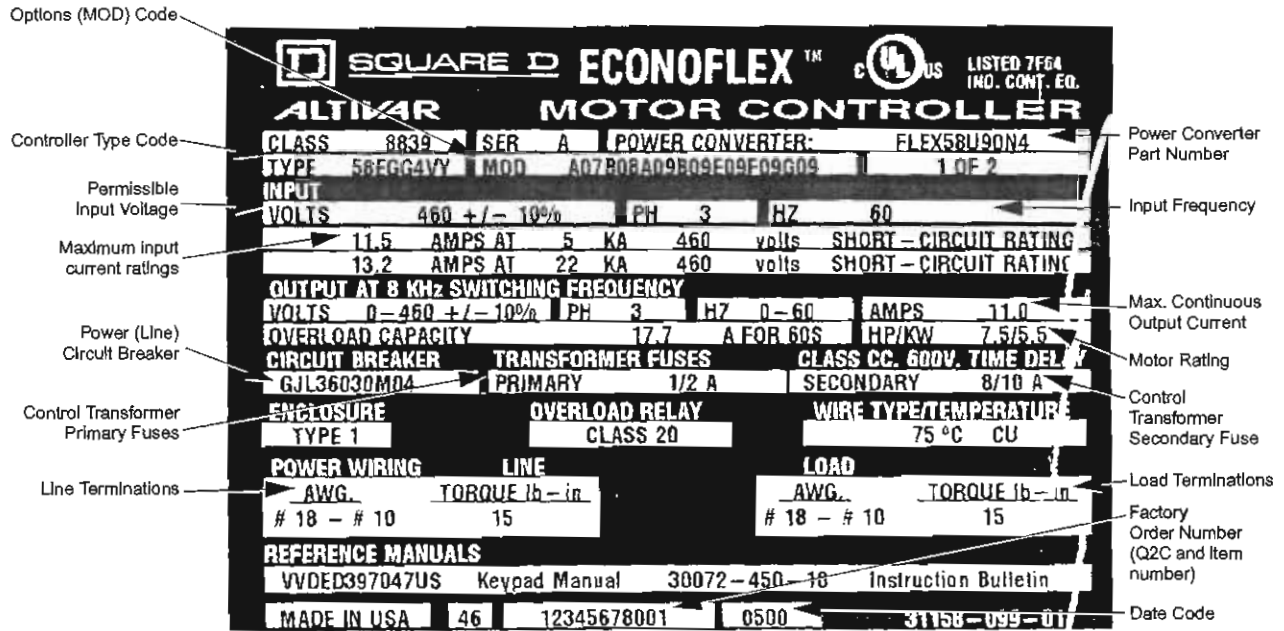 Options (MOD) Code
Controller Type Code
Permissible
Input Voltage
Maximum input
current ratings
Power (Line)
Circuit Breaker
Control Transformer
Primary Fuses
Line Terminations
D SQUARE D ECONOFLEX ™ C UL US LISTED 7F64
IND. CONT. EQ.
ALTIVAR MOTOR CONTROLLER
CLASS 8839 SER A POWER CONVERTER: FLEX58U90N4
TYPE 58EGG4VY MOD A07B08A09B09E09F09G09 1 OF 2
INPUT
VOLTS 460 +/- 10% PH 3 HZ 60
11.5 AMPS AT 5 KA 460 volts SHORT-CIRCUIT RATING
13.2 AMPS AT 22 KA 460 volts SHORT-CIRCUIT RATING
OUTPUT AT 8 KHz SWITCHING FREQUENCY
VOLTS 0-460 +/- 10% PH 3 HZ 0-60 AMPS 11.0
OVERLOAD CAPACITY 17.7 A FOR 60S HP/KW 7.5/5.5
CIRCUIT BREAKER TRANSFORMER FUSES CLASS CC. 600V. TIME DELAY
GJL36030M04 PRIMARY 1/2 A SECONDARY 8/10 A
ENCLOSURE OVERLOAD RELAY WIRE TYPE/TEMPERATURE
TYPE 1 CLASS 20 75 °C CU
POWER WIRING LINE LOAD
AWG. TORQUE lb-in AWG. TORQUE lb-in
# 18 - # 10 15 # 18 - # 10 15
REFERENCE MANUALS
VVDED397047US Keypad Manual 30072-450-18 Instruction Bulletin
MADE IN USA 46 12345678001 0500 31158-099-01
Power Converter
Part Number
Input Frequency
Max. Continuous
Output Current
Motor Rating
Control
Transformer
Secondary Fuse
Load Terminations
Factory
Order Number
(Q2C and Item
number)
Date Code